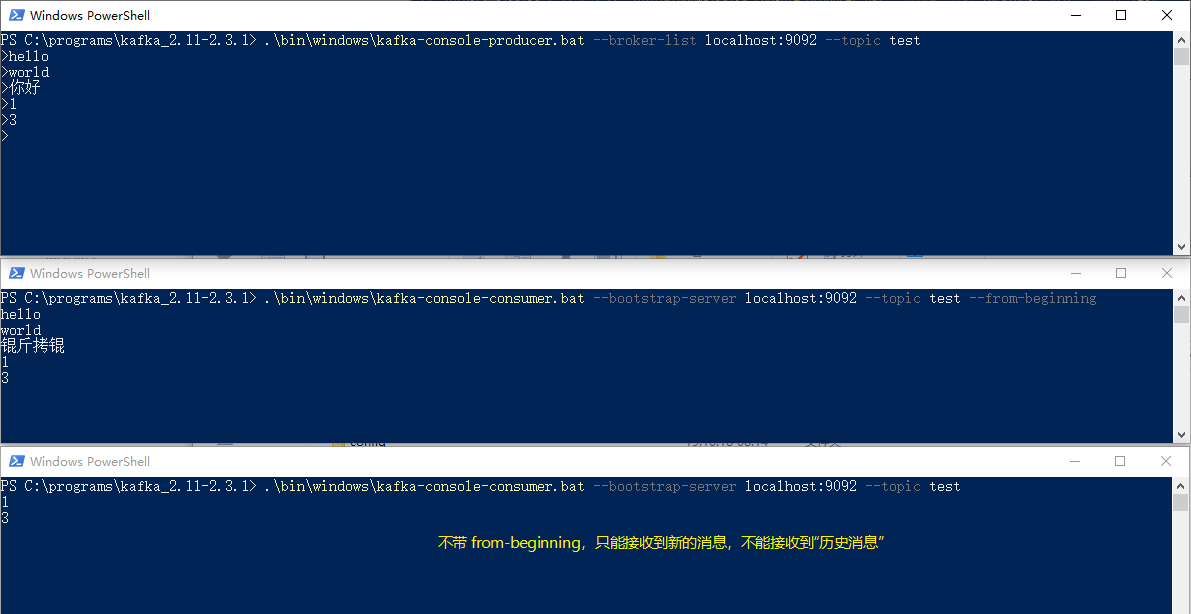 Windows PowerShell
PS C:\programs\kafka_2.11-2.3.1> .\bin\windows\kafka-console-producer.bat --broker-list localhost:9092 --topic test
>hello
>world
>你好
>1
>3
>
Windows PowerShell
PS C:\programs\kafka_2.11-2.3.1> .\bin\windows\kafka-console-consumer.bat --bootstrap-server localhost:9092 --topic test --from-beginning
hello
world
锟斤拷锟
1
3
Windows PowerShell
PS C:\programs\kafka_2.11-2.3.1> .\bin\windows\kafka-console-consumer.bat --bootstrap-server localhost:9092 --topic test
1
3
不带 from-beginning，只能接收到新的消息，不能接收到“历史消息”